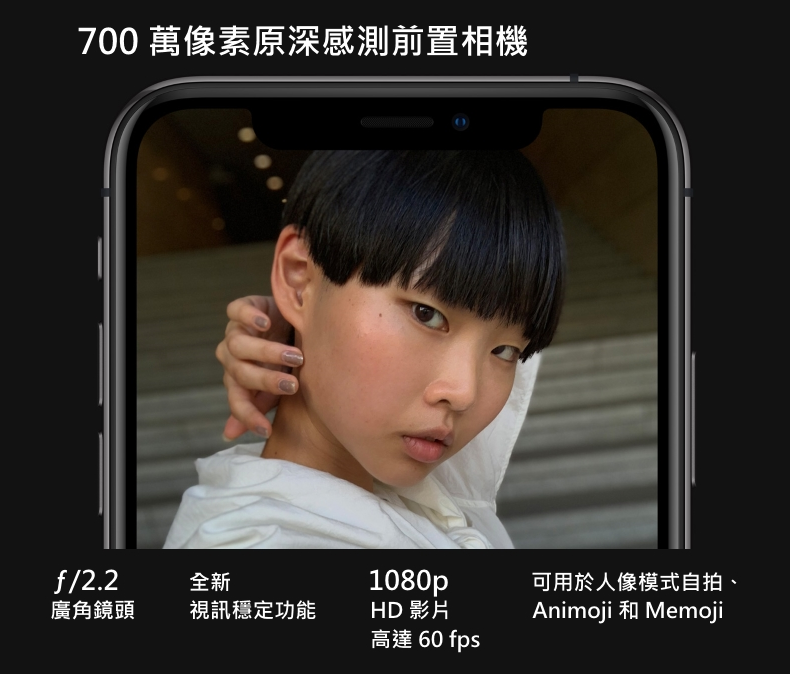 700 萬像素原深感測前置相機
ƒ/2.2
廣角鏡頭
全新
視訊穩定功能
1080p
HD 影片
高達 60 fps
可用於人像模式自拍、
Animoji 和 Memoji